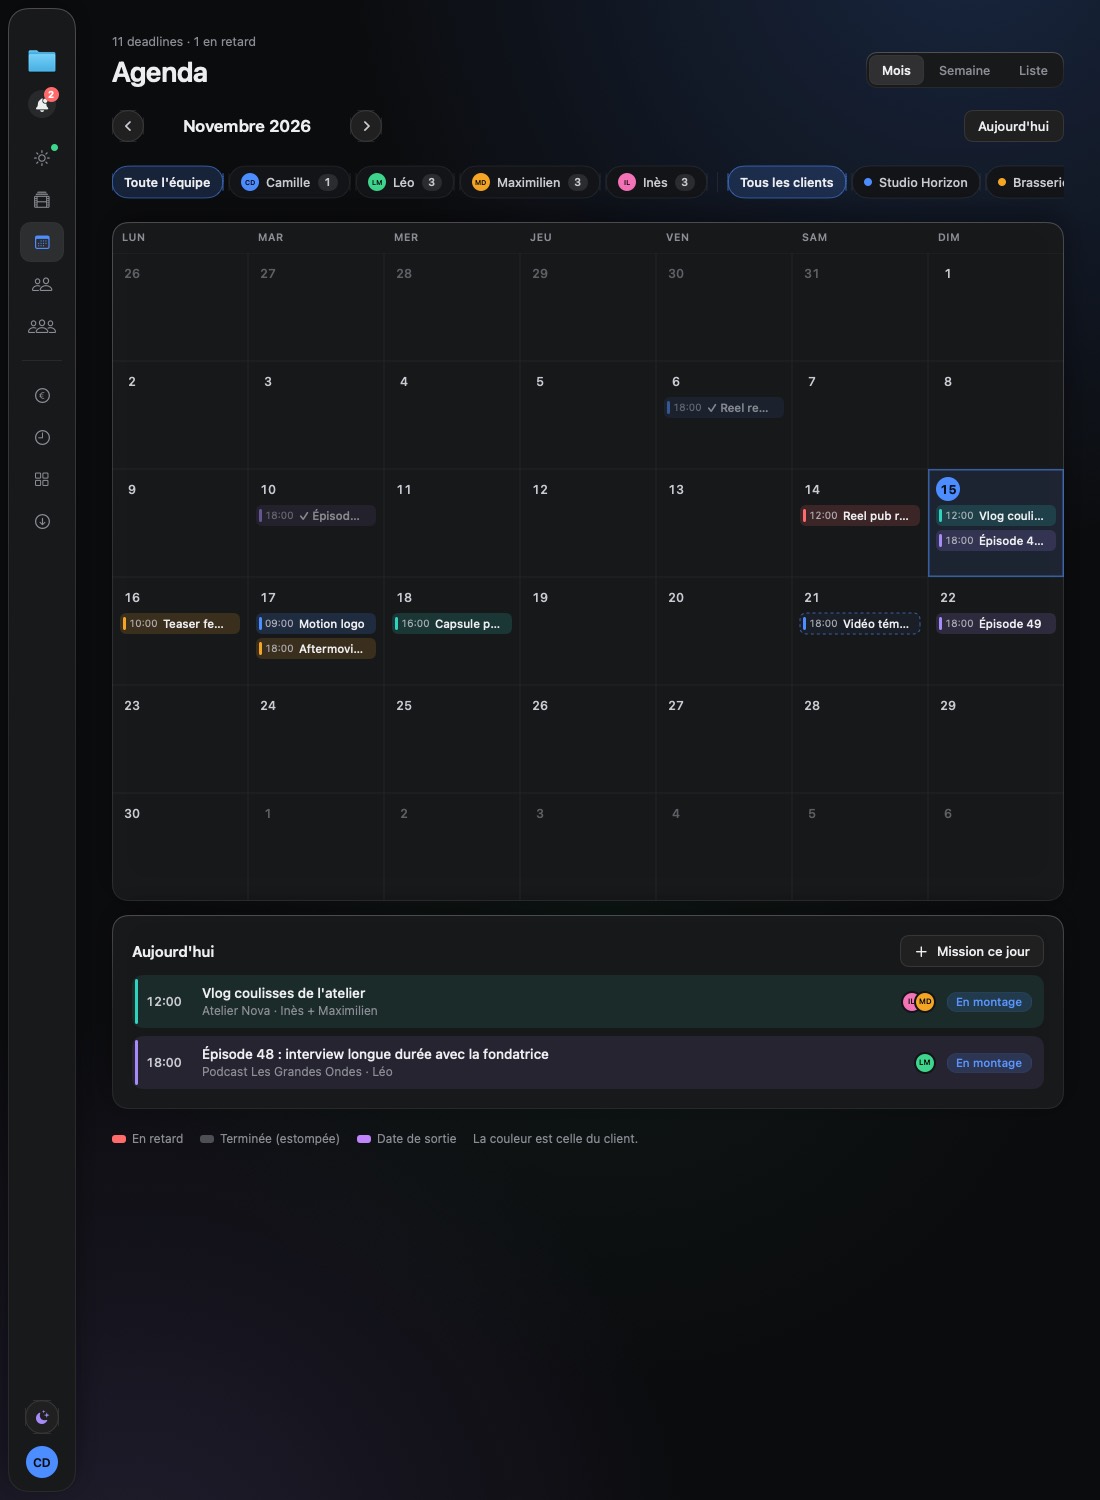 11 deadlines · 1 en retard
Agenda
Mois Semaine Liste
2
Novembre 2026
Aujourd'hui
Toute l'équipe CD Camille 1 LM Léo 3 MD Maximilien 3 IL Inès 3 Tous les clients Studio Horizon Brasseri
LUN MAR MER JEU VEN SAM DIM
26 27 28 29 30 31 1
2 3 4 5 6 7 8
18:00 ✓ Reel re...
9 10 11 12 13 14 15
18:00 ✓ Épisod... 12:00 Reel pub r... 12:00 Vlog couli...
18:00 Épisode 4...
16 17 18 19 20 21 22
10:00 Teaser fe... 09:00 Motion logo 16:00 Capsule p... 18:00 Vidéo tém... 18:00 Épisode 49
18:00 Aftermovi...
23 24 25 26 27 28 29
30 1 2 3 4 5 6
Aujourd'hui
+ Mission ce jour
12:00 Vlog coulisses de l'atelier
Atelier Nova · Inès + Maximilien
IL MD En montage
18:00 Épisode 48 : interview longue durée avec la fondatrice
Podcast Les Grandes Ondes · Léo
LM En montage
En retard Terminée (estompée) Date de sortie La couleur est celle du client.
CD